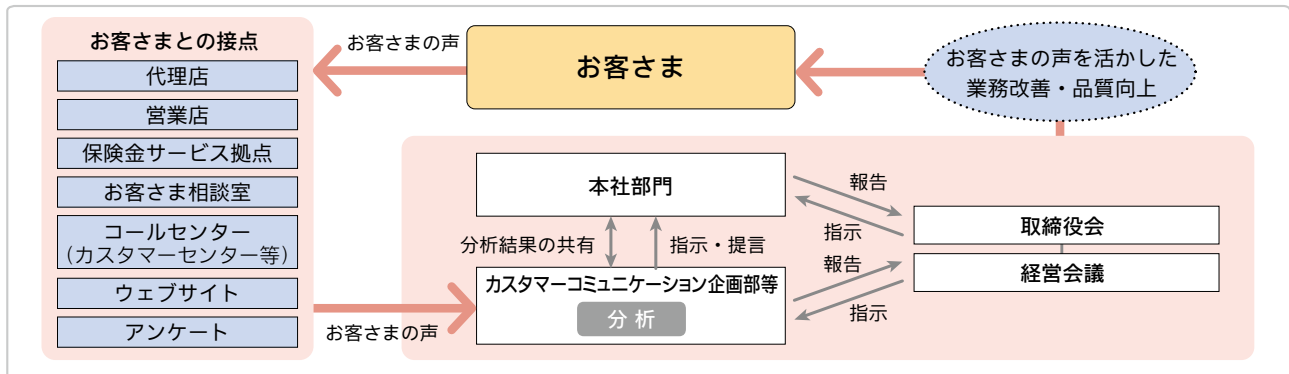 お客さまとの接点
代理店
営業店
保険金サービス拠点
お客さま相談室
コールセンター
(カスタマーセンター等)
ウェブサイト
アンケート
お客さまの声
お客さま
お客さまの声を活かした
業務改善・品質向上
本社部門
報告
指示
取締役会
分析結果の共有
指示・提言
カスタマーコミュニケーション企画部等
分析
報告
指示
経営会議
お客さまの声